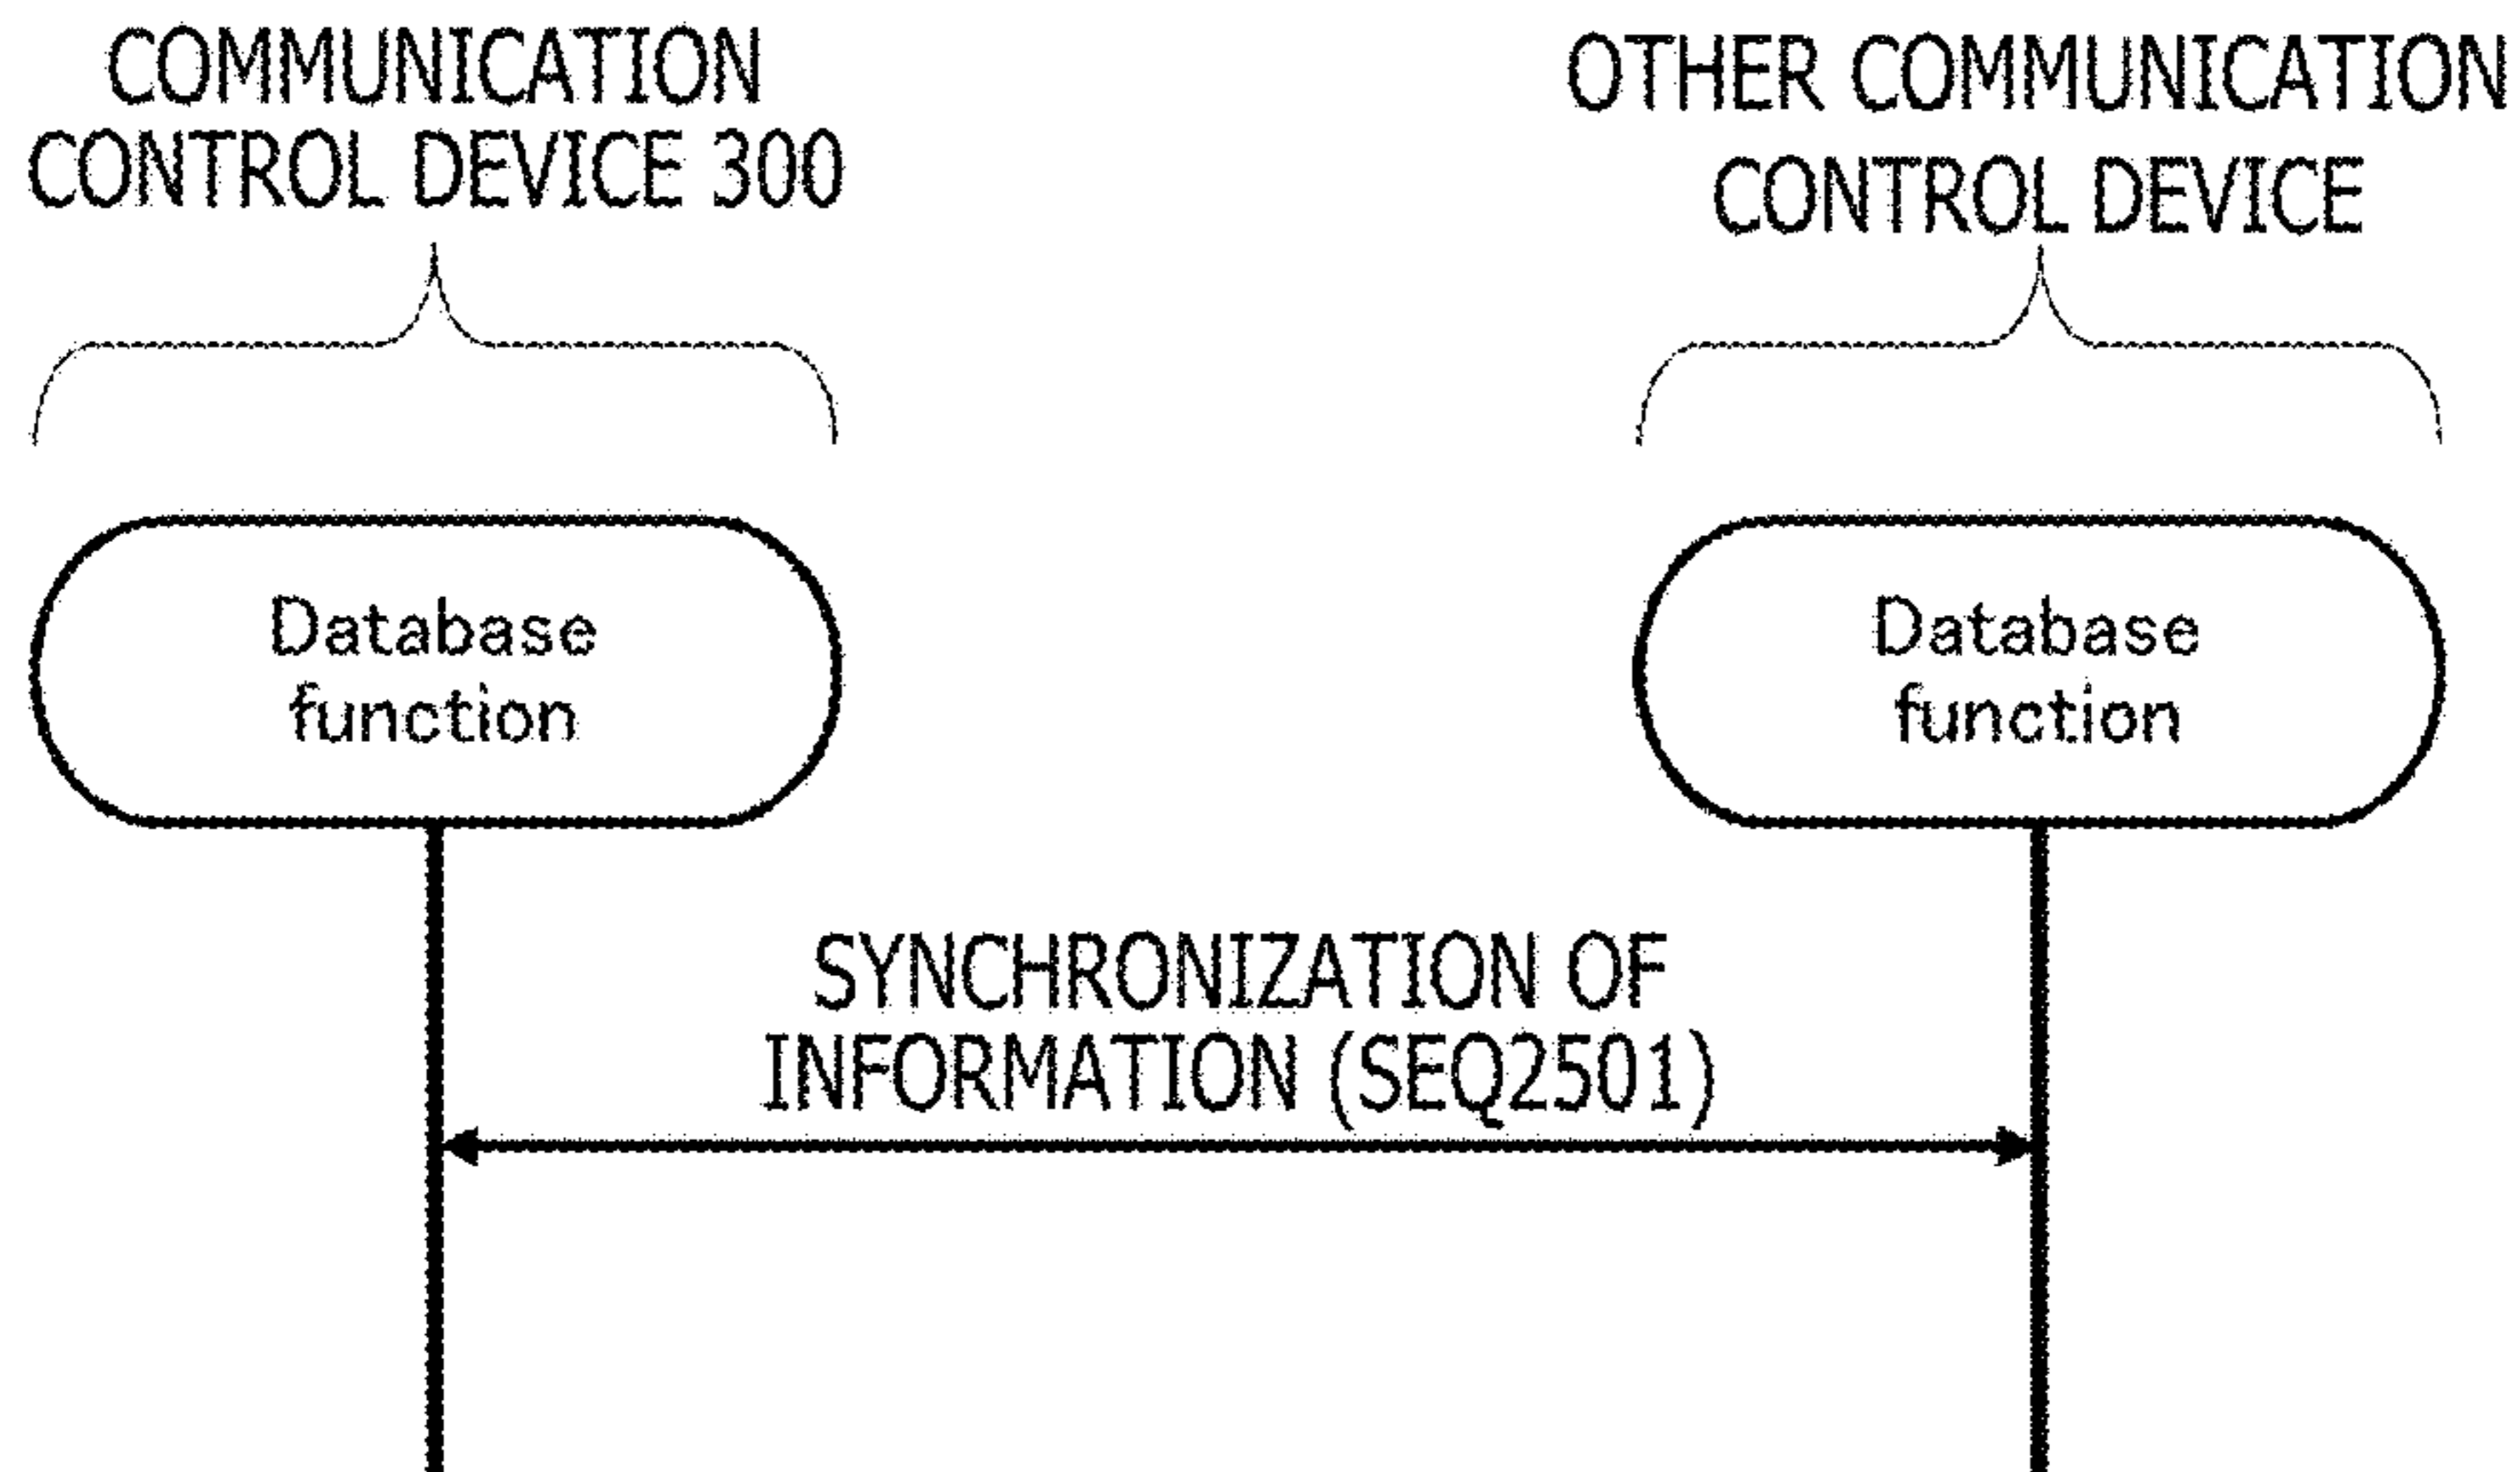 COMMUNICATION
CONTROL DEVICE 300
OTHER COMMUNICATION
CONTROL DEVICE
Database
function
Database
function
SYNCHRONIZATION OF
INFORMATION (SEQ2501)